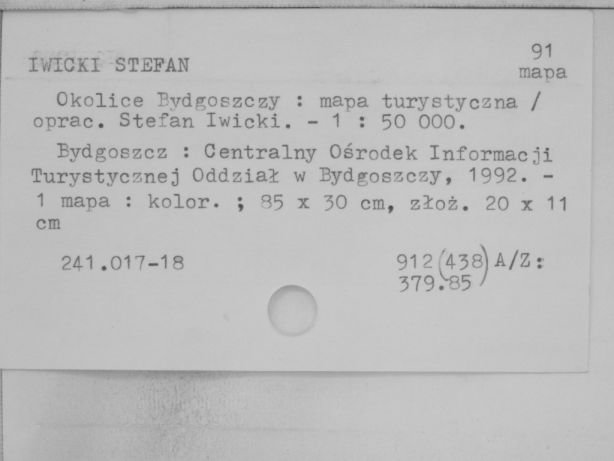 91
IWICKI STEFAN
mapa
Okolice Bydgoszczy : mapa turystyczna /
oprac. Stefan Iwicki. - 1 : 50 000.
Bydgoszcz : Centralny Ośrodek Informacji
Turystycznej Oddział w Bydgoszczy, 1992. -
1 mapa : kolor. ; 85 x 30 cm, złoż. 20 x 11
cm
241.017-18
912(438)A/Z:
379.85